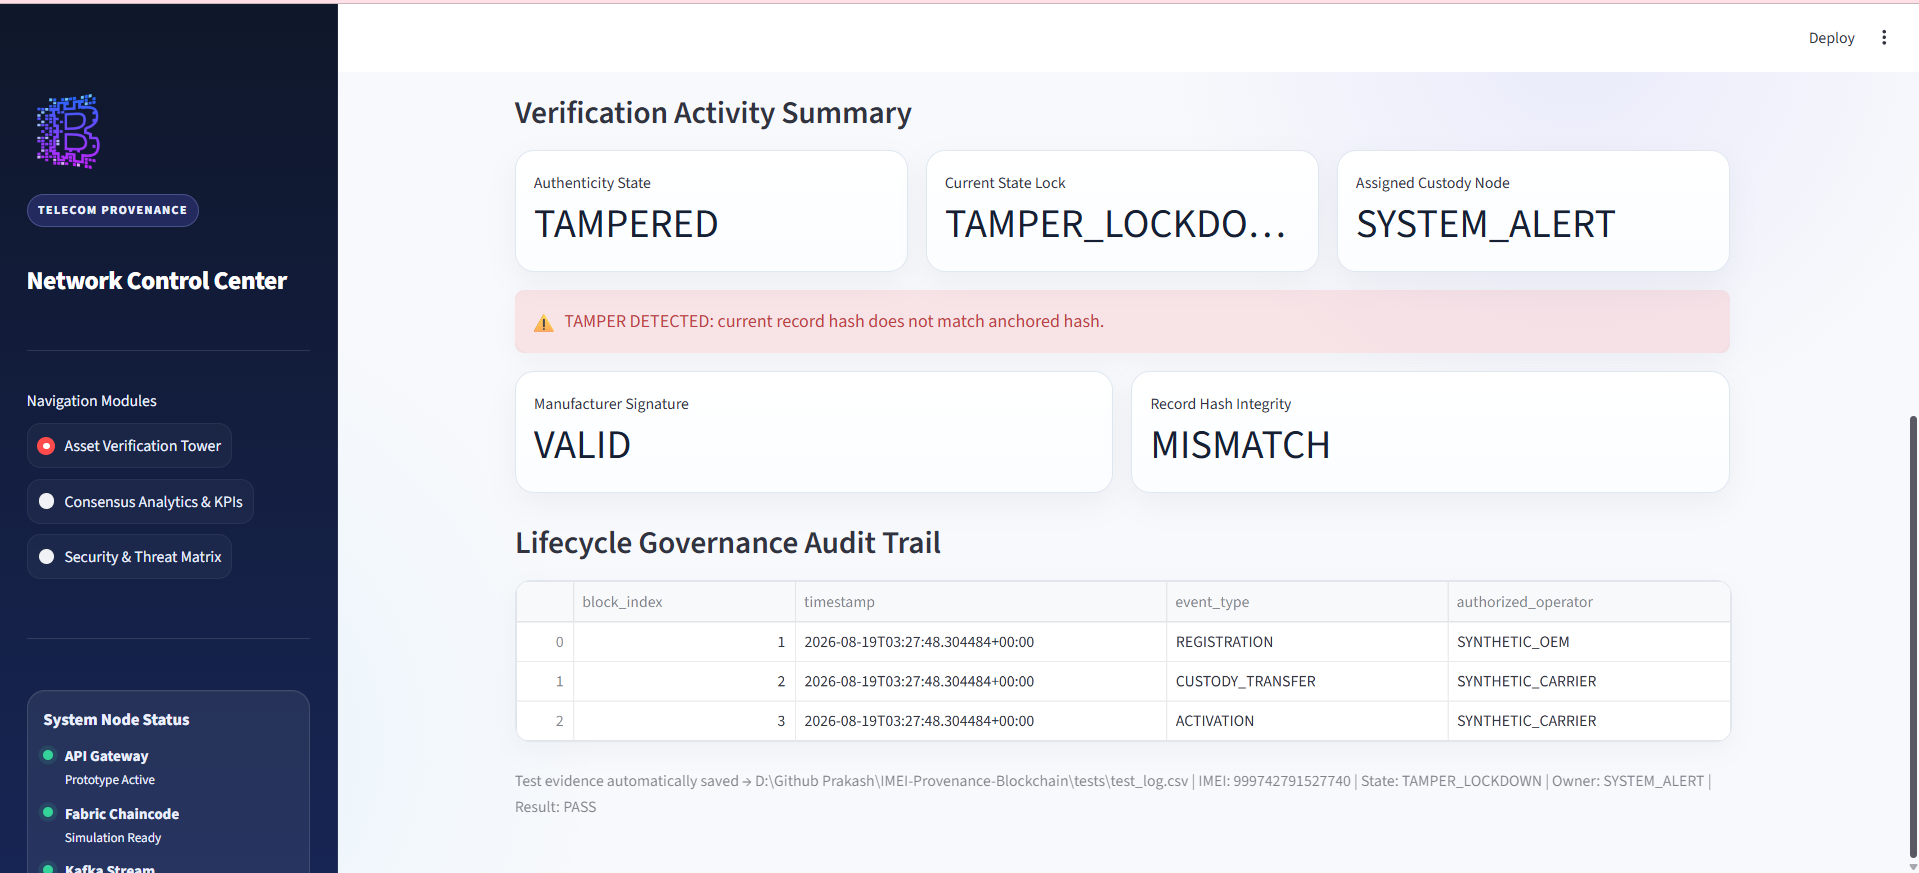 Deploy
TELECOM PROVENANCE
Network Control Center
Navigation Modules
Asset Verification Tower
Consensus Analytics & KPIs
Security & Threat Matrix
System Node Status
API Gateway
Prototype Active
Fabric Chaincode
Simulation Ready
Kafka Stream
Verification Activity Summary
Authenticity State
TAMPERED
Current State Lock
TAMPER_LOCKDO...
Assigned Custody Node
SYSTEM_ALERT
TAMPER DETECTED: current record hash does not match anchored hash.
Manufacturer Signature
VALID
Record Hash Integrity
MISMATCH
Lifecycle Governance Audit Trail
block_index timestamp event_type authorized_operator
0 1 2026-08-19T03:27:48.304484+00:00 REGISTRATION SYNTHETIC_OEM
1 2 2026-08-19T03:27:48.304484+00:00 CUSTODY_TRANSFER SYNTHETIC_CARRIER
2 3 2026-08-19T03:27:48.304484+00:00 ACTIVATION SYNTHETIC_CARRIER
Test evidence automatically saved → D:\Github Prakash\IMEI-Provenance-Blockchain\tests\test_log.csv | IMEI: 999742791527740 | State: TAMPER_LOCKDOWN | Owner: SYSTEM_ALERT |
Result: PASS